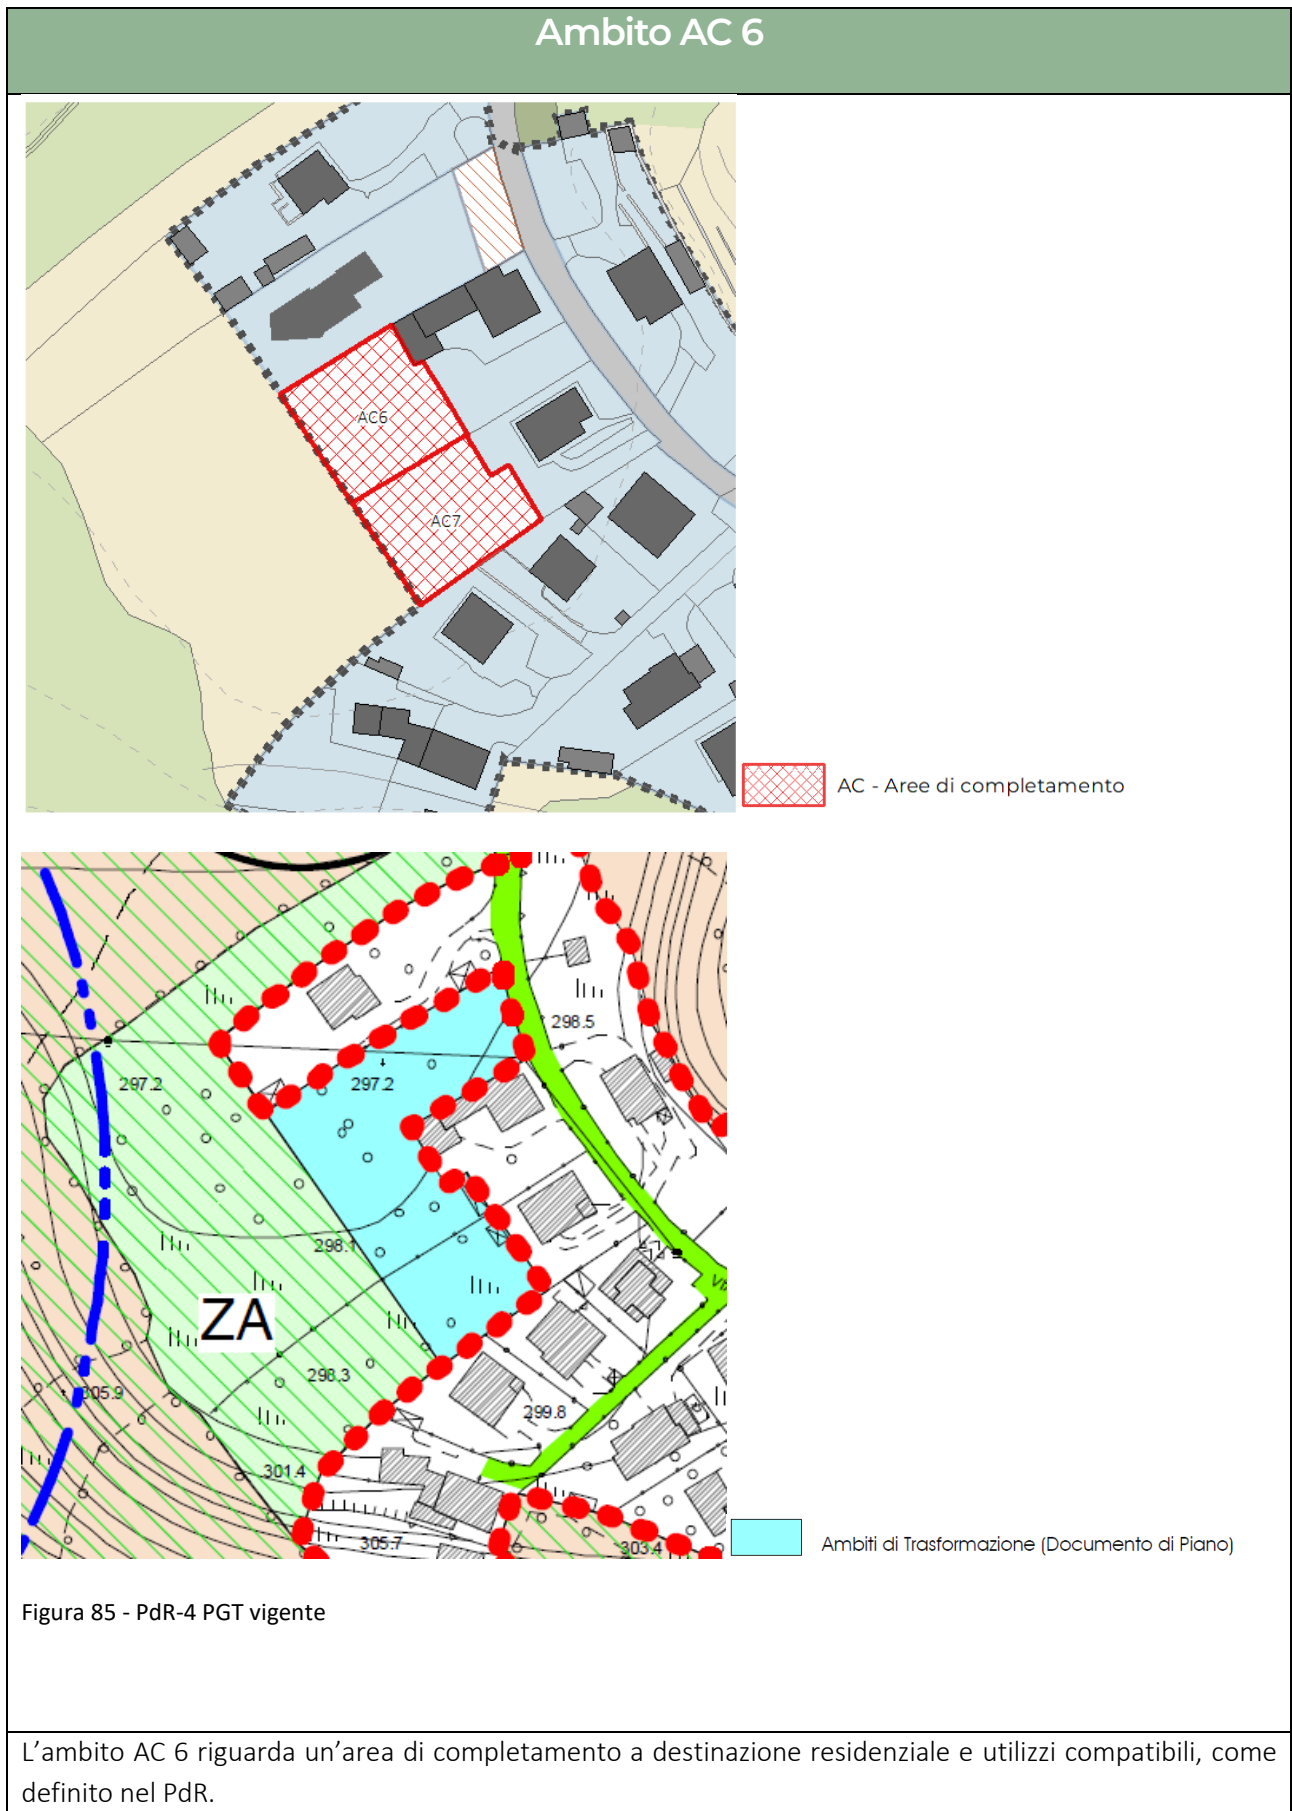 Ambito AC 6
AC6
AC7
AC - Aree di completamento
298.5
297.2
297.2
298.1
ZA
298.3
305.9
299.8
301.4
305.7
303.4
Ambiti di Trasformazione (Documento di Piano)
Figura 85 - PdR-4 PGT vigente
L’ambito AC 6 riguarda un’area di completamento a destinazione residenziale e utilizzi compatibili, come
definito nel PdR.